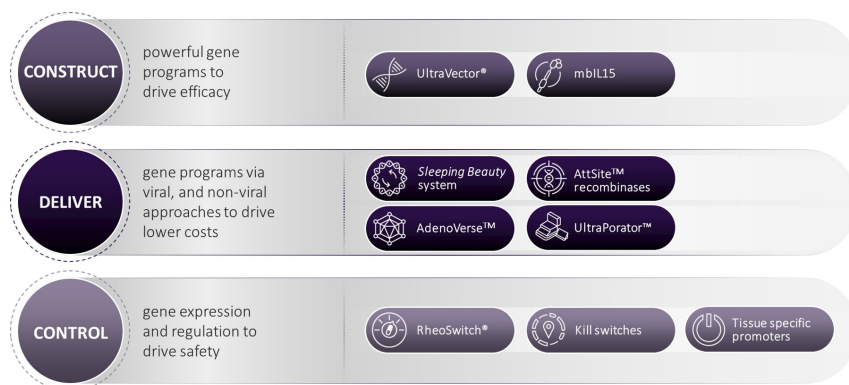 CONSTRUCT
powerful gene
programs to
drive efficacy
UltraVector®
mbIL15
DELIVER
gene programs via
viral, and non-viral
approaches to drive
lower costs
Sleeping Beauty
system
AttSite™
recombinases
AdenoVerse™
UltraPorator™
CONTROL
gene expression
and regulation to
drive safety
RheoSwitch®
Kill switches
Tissue specific
promoters